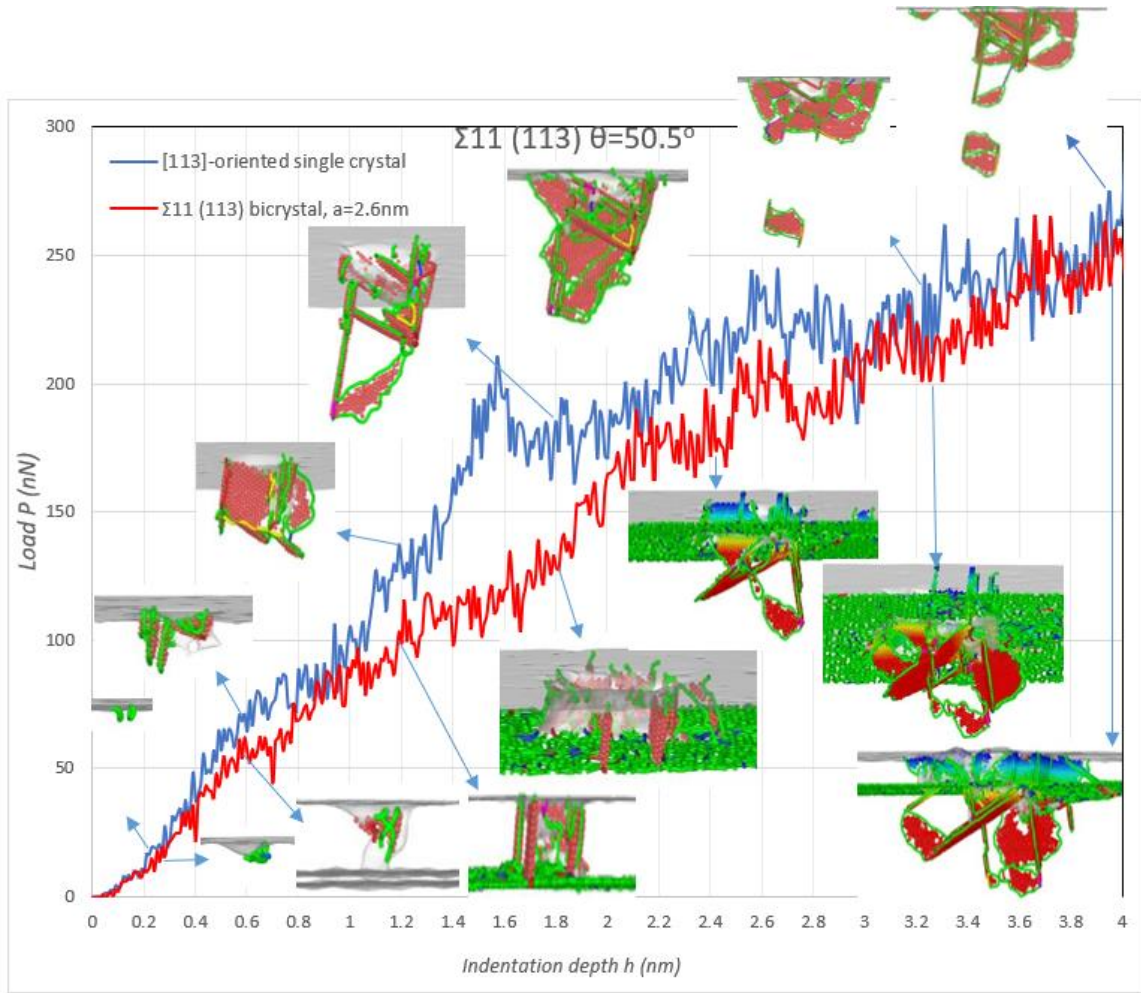 300
Σ11 (113) θ=50.5°
[113]-oriented single crystal
Σ11 (113) bicrystal, a=2.6nm
250
200
150
100
50
0
Load P (nN)
0 0.2 0.4 0.6 0.8 1 1.2 1.4 1.6 1.8 2 2.2 2.4 2.6 2.8 3 3.2 3.4 3.6 3.8 4
Indentation depth h (nm)